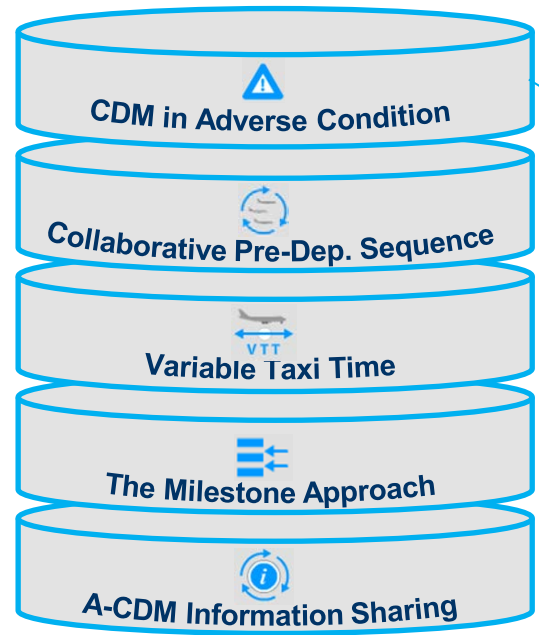 CDM in Adverse Condition
Collaborative Pre-Dep. Sequence
VTT
Variable Taxi Time
The Milestone Approach
i
A-CDM Information Sharing